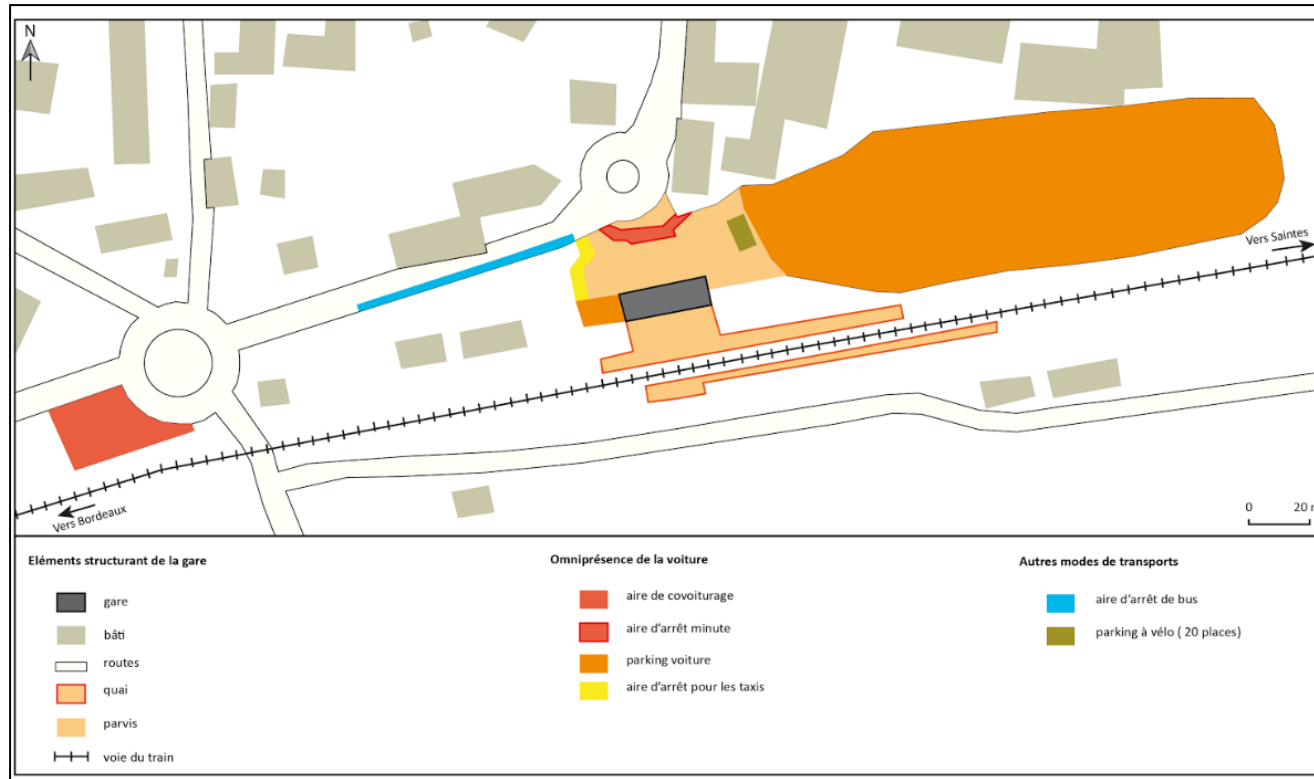 N
Vers Saintes
Vers Bordeaux
0 20 m
Eléments structurant de la gare
gare
bâti
routes
quai
parvis
voie du train
Omniprésence de la voiture
aire de covoiturage
aire d'arrêt minute
parking voiture
aire d'arrêt pour les taxis
Autres modes de transports
aire d'arrêt de bus
parking à vélo ( 20 places)